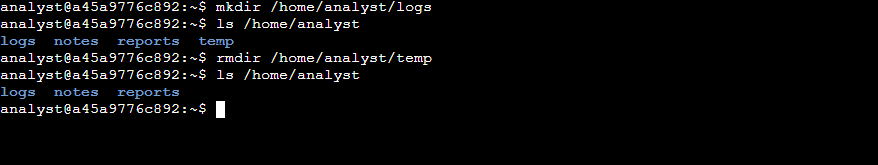 analyst@a45a9776c892:~$ mkdir /home/analyst/logs
analyst@a45a9776c892:~$ ls /home/analyst
logs  notes  reports  temp
analyst@a45a9776c892:~$ rmdir /home/analyst/temp
analyst@a45a9776c892:~$ ls /home/analyst
logs  notes  reports
analyst@a45a9776c892:~$